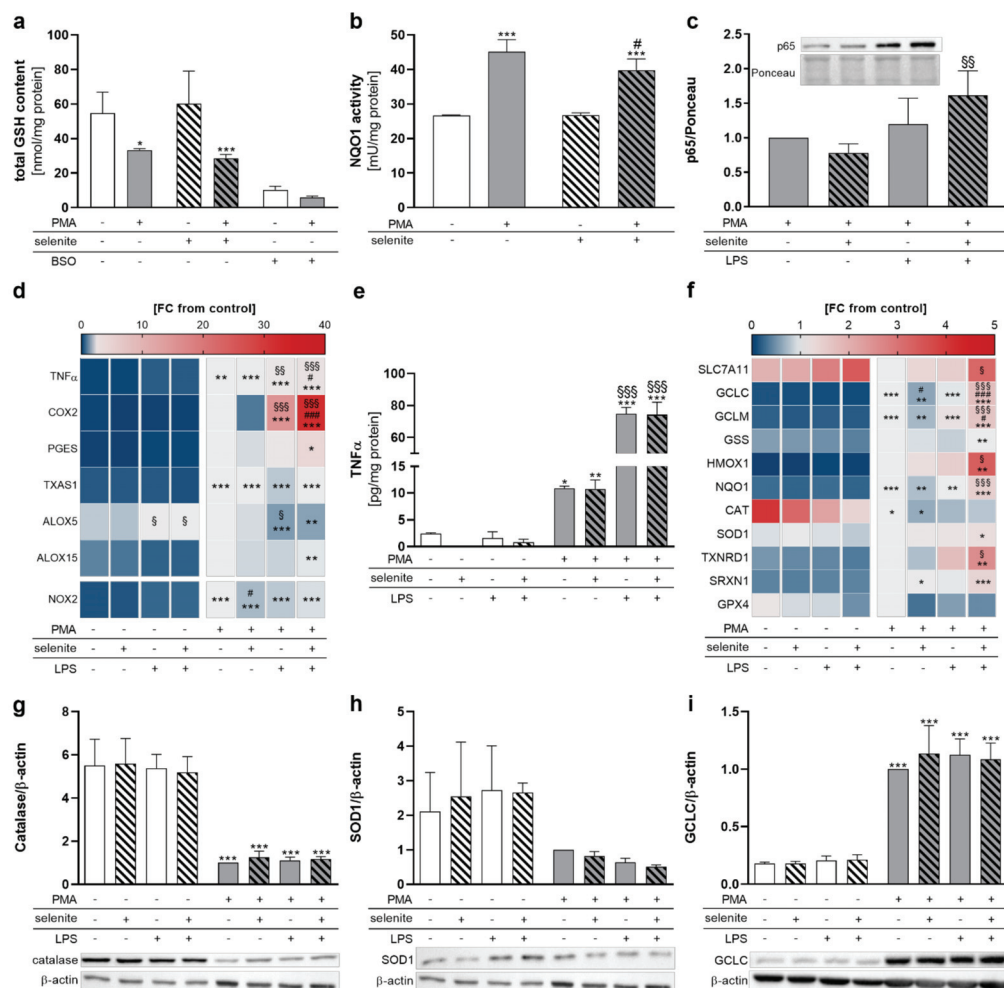 a
total GSH content
[nmol/mg protein]
100
80
60
40
20
0
* ***
PMA - + - + - +
selenite - - + + - -
BSO - - - - + +
b
NQO1 activity
[mU/mg protein]
50
40
30
20
10
0
*** # ***
PMA - + - +
selenite - - + +
c
p65/Ponceau
2.5
2.0
1.5
1.0
0.5
0.0
p65
Ponceau
§§
PMA + + + +
selenite - + - +
LPS - - + +
d
[FC from control]
0 10 20 30 40
TNFα ** *** §§ *** §§§ # ***
COX2 §§§ *** §§§ ### ***
PGES *
TXAS1 *** *** *** ***
ALOX5 § § § *** **
ALOX15 **
NOX2 *** # *** *** ***
PMA - - - - + + + +
selenite - + - + - + - +
LPS - - + + - - + +
e
TNFα
[pg/mg protein]
100
80
60
15
10
5
0
* ** §§§ *** §§§ ***
PMA - - - - + + + +
selenite - + - + - + - +
LPS - - + + - - + +
f
[FC from control]
0 1 2 3 4 5
SLC7A11 §
GCLC *** # ** *** §§§ ### ***
GCLM *** ** *** §§§ # ***
GSS **
HMOX1 § **
NQO1 *** ** ** §§§ ***
CAT * *
SOD1 *
TXNRD1 § **
SRXN1 * ***
GPX4
PMA - - - - + + + +
selenite - + - + - + - +
LPS - - + + - - + +
g
Catalase/β-actin
8
6
4
2
0
*** *** *** ***
PMA - - - - + + + +
selenite - + - + - + - +
LPS - - + + - - + +
catalase
β-actin
h
SOD1/β-actin
5
4
3
2
1
0
PMA - - - - + + + +
selenite - + - + - + - +
LPS - - + + - - + +
SOD1
β-actin
i
GCLC/β-actin
1.5
1.0
0.5
0.0
*** *** *** ***
PMA - - - - + + + +
selenite - + - + - + - +
LPS - - + + - - + +
GCLC
β-actin